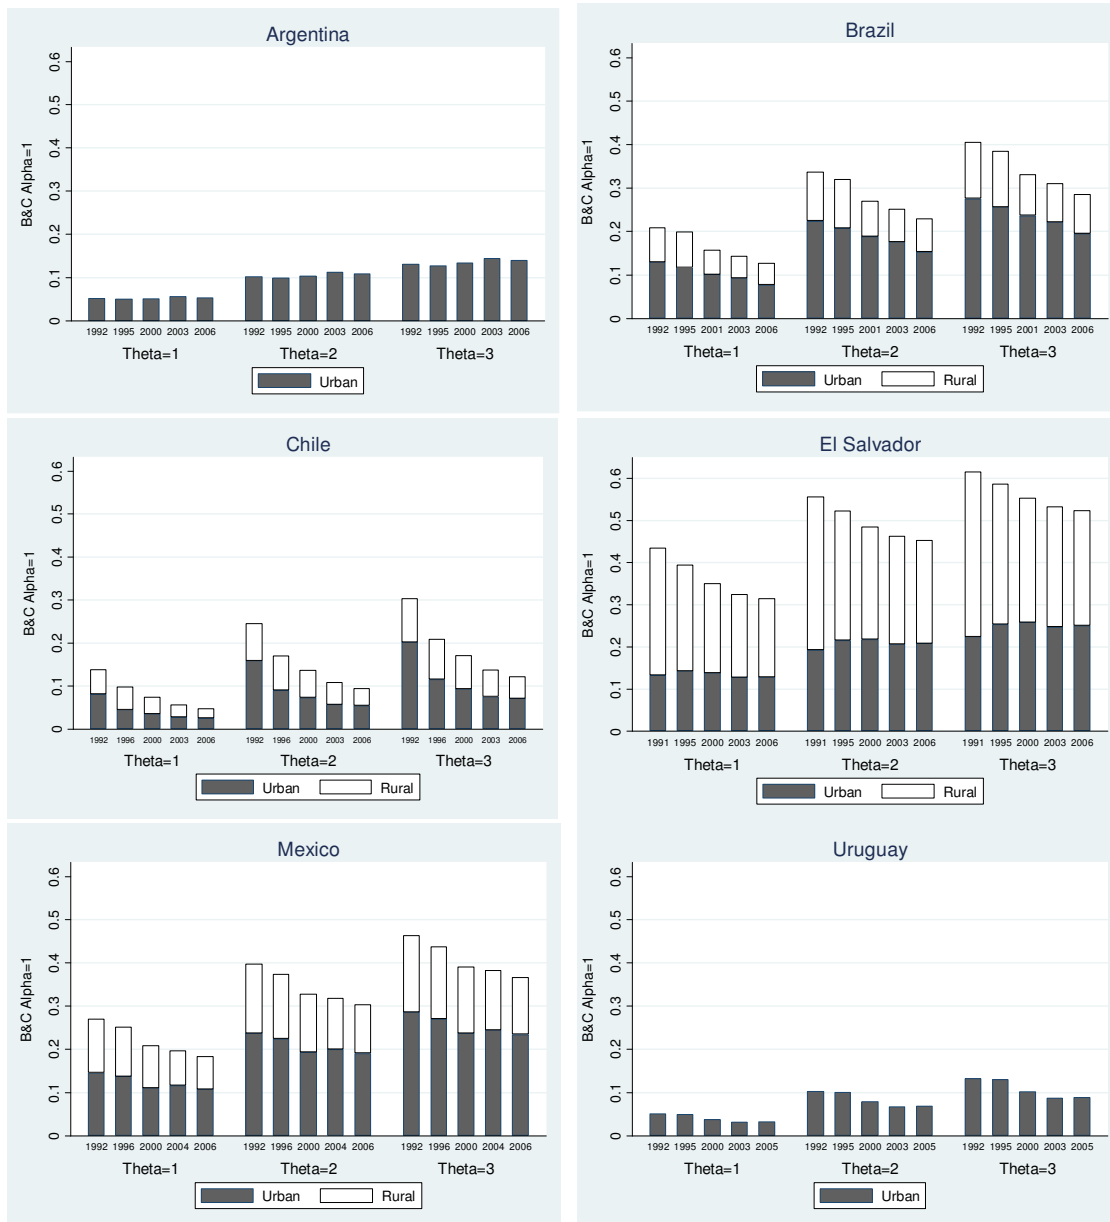 Argentina
B&C Alpha=1
0.6
0.5
0.4
0.3
0.2
0.1
0
1992 1995 2000 2003 2006 1992 1995 2000 2003 2006 1992 1995 2000 2003 2006
Theta=1 Theta=2 Theta=3
Urban
Brazil
B&C Alpha=1
0.6
0.5
0.4
0.3
0.2
0.1
0
1992 1995 2001 2003 2006 1992 1995 2001 2003 2006 1992 1995 2001 2003 2006
Theta=1 Theta=2 Theta=3
Urban Rural
Chile
B&C Alpha=1
0.6
0.5
0.4
0.3
0.2
0.1
0
1992 1996 2000 2003 2006 1992 1996 2000 2003 2006 1992 1996 2000 2003 2006
Theta=1 Theta=2 Theta=3
Urban Rural
El Salvador
B&C Alpha=1
0.6
0.5
0.4
0.3
0.2
0.1
0
1991 1995 2000 2003 2006 1991 1995 2000 2003 2006 1991 1995 2000 2003 2006
Theta=1 Theta=2 Theta=3
Urban Rural
Mexico
B&C Alpha=1
0.6
0.5
0.4
0.3
0.2
0.1
0
1992 1996 2000 2004 2006 1992 1996 2000 2004 2006 1992 1996 2000 2004 2006
Theta=1 Theta=2 Theta=3
Urban Rural
Uruguay
B&C Alpha=1
0.6
0.5
0.4
0.3
0.2
0.1
0
1992 1995 2000 2003 2005 1992 1995 2000 2003 2005 1992 1995 2000 2003 2005
Theta=1 Theta=2 Theta=3
Urban